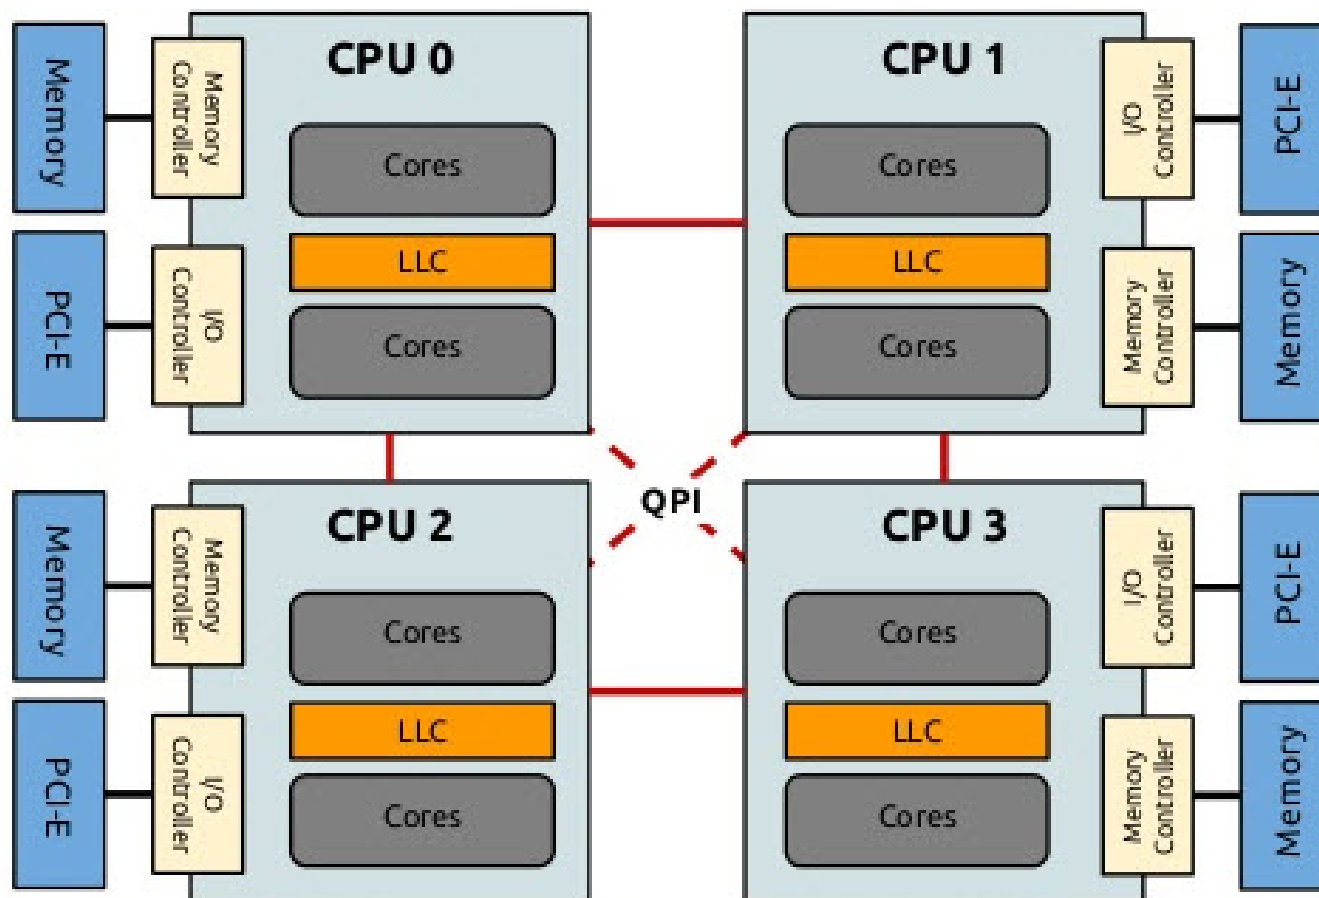 Memory
Memory
Controller
CPU 0
Cores
LLC
Cores
PCI-E
I/O
Controller
CPU 1
Cores
LLC
Cores
I/O
Controller
PCI-E
Memory
Controller
Memory
QPI
Memory
Memory
Controller
CPU 2
Cores
LLC
Cores
PCI-E
I/O
Controller
CPU 3
Cores
LLC
Cores
I/O
Controller
PCI-E
Memory
Controller
Memory